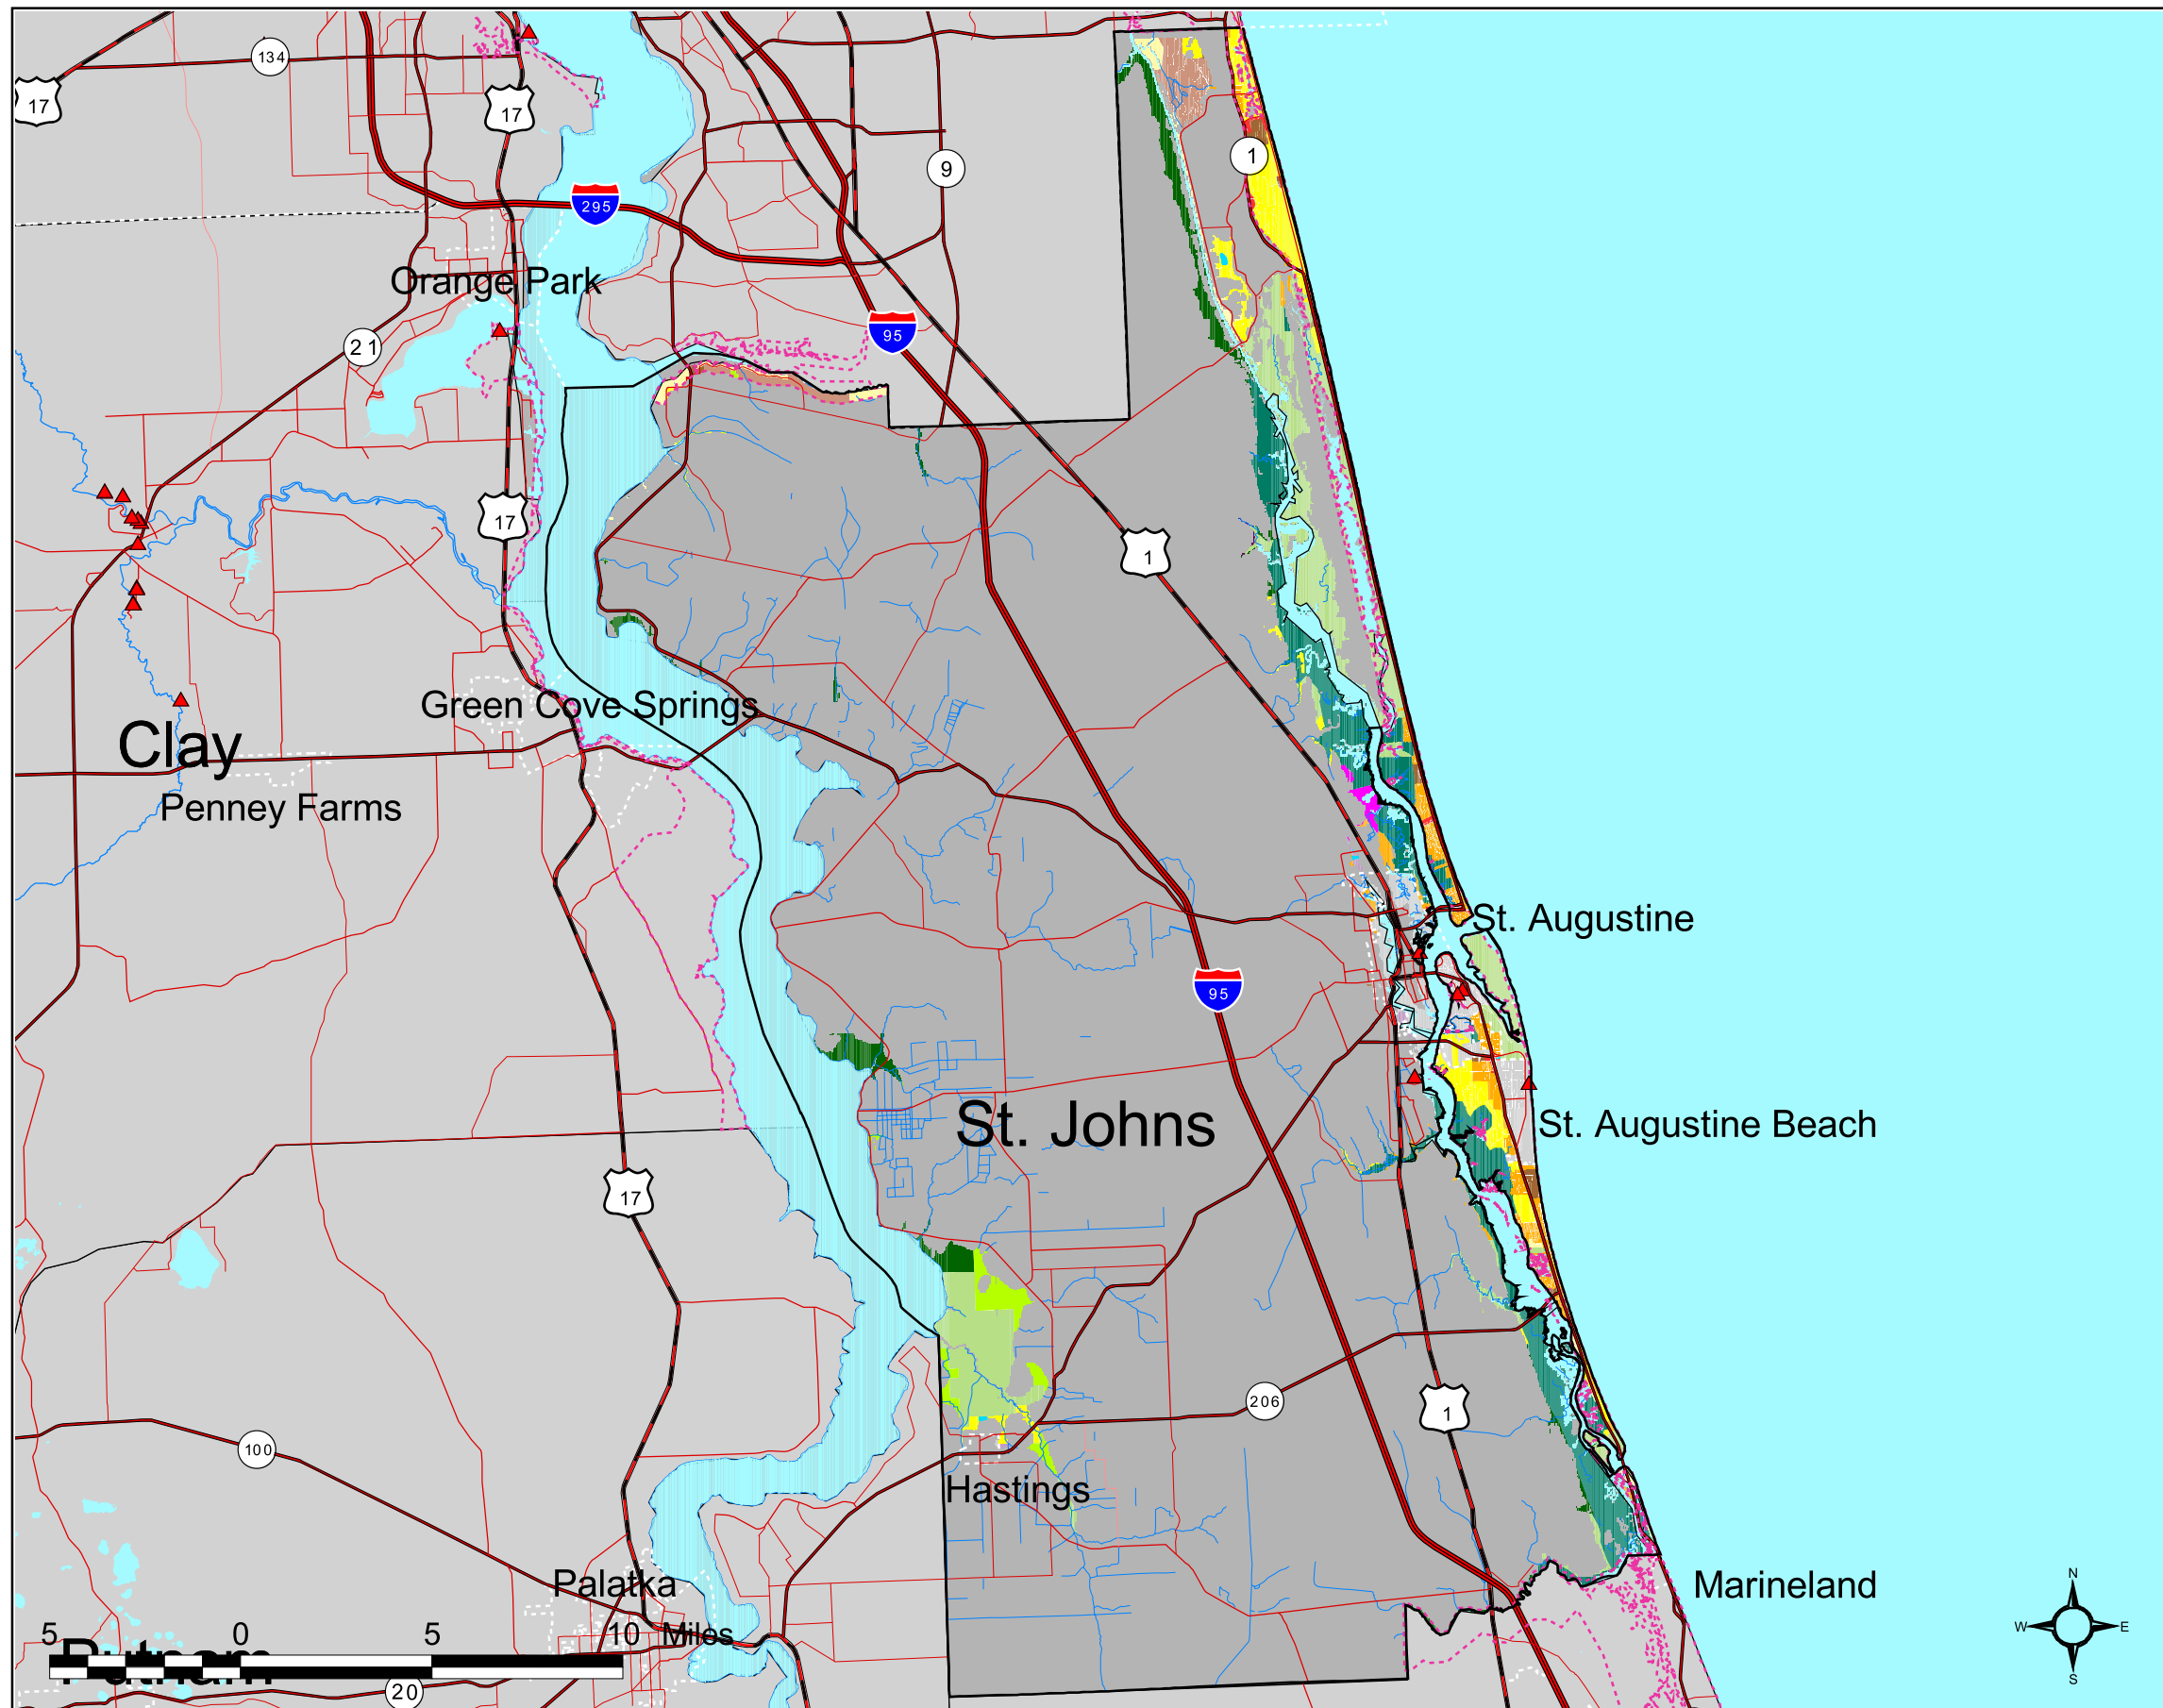 134
17
17
9
1
295
Orange Park
95
21
17
1
Green Cove Springs
Clay
Penney Farms
St. Augustine
95
St. Johns
St. Augustine Beach
17
206
1
100
Hastings
Palatka
Marineland
N
W
E
S
5
0
5
10
Miles
Putnam
20